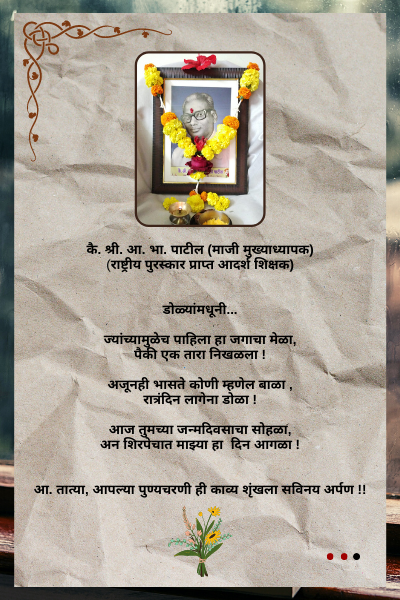 कै. श्री. आ. भा. पाटील (माजी मुख्याध्यापक)
(राष्ट्रीय पुरस्कार प्राप्त आदर्श शिक्षक)
डोळ्यांमधूनी...
ज्यांच्यामुळेच पाहिला हा जगाचा मेळा,
पैकी एक तारा निखळला !
अजूनही भासते कोणी म्हणेल बाळा ,
रात्रंदिन लागेना डोळा !
आज तुमच्या जन्मदिवसाचा सोहळा,
अन शिरपेचात माझ्या हा दिन आगळा !
आ. तात्या, आपल्या पुण्यचरणी ही काव्य शृंखला सविनय अर्पण !!